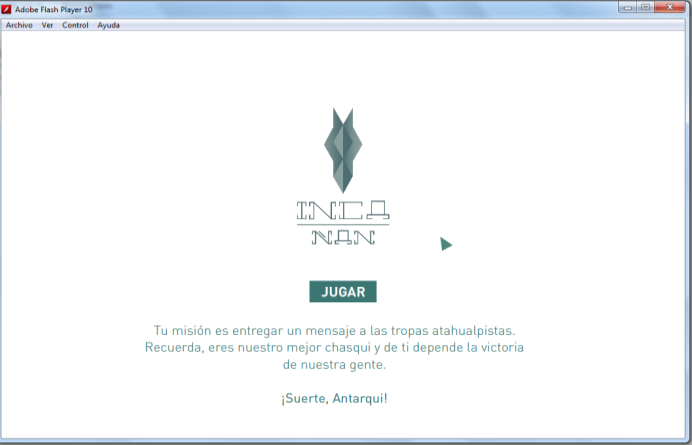 Adobe Flash Player 10
Archivo Ver Control Ayuda
INCA
ÑAN
JUGAR
Tu misión es entregar un mensaje a las tropas atahualpistas.
Recuerda, eres nuestro mejor chasqui y de ti depende la victoria
de nuestra gente.
¡Suerte, Antarqui!